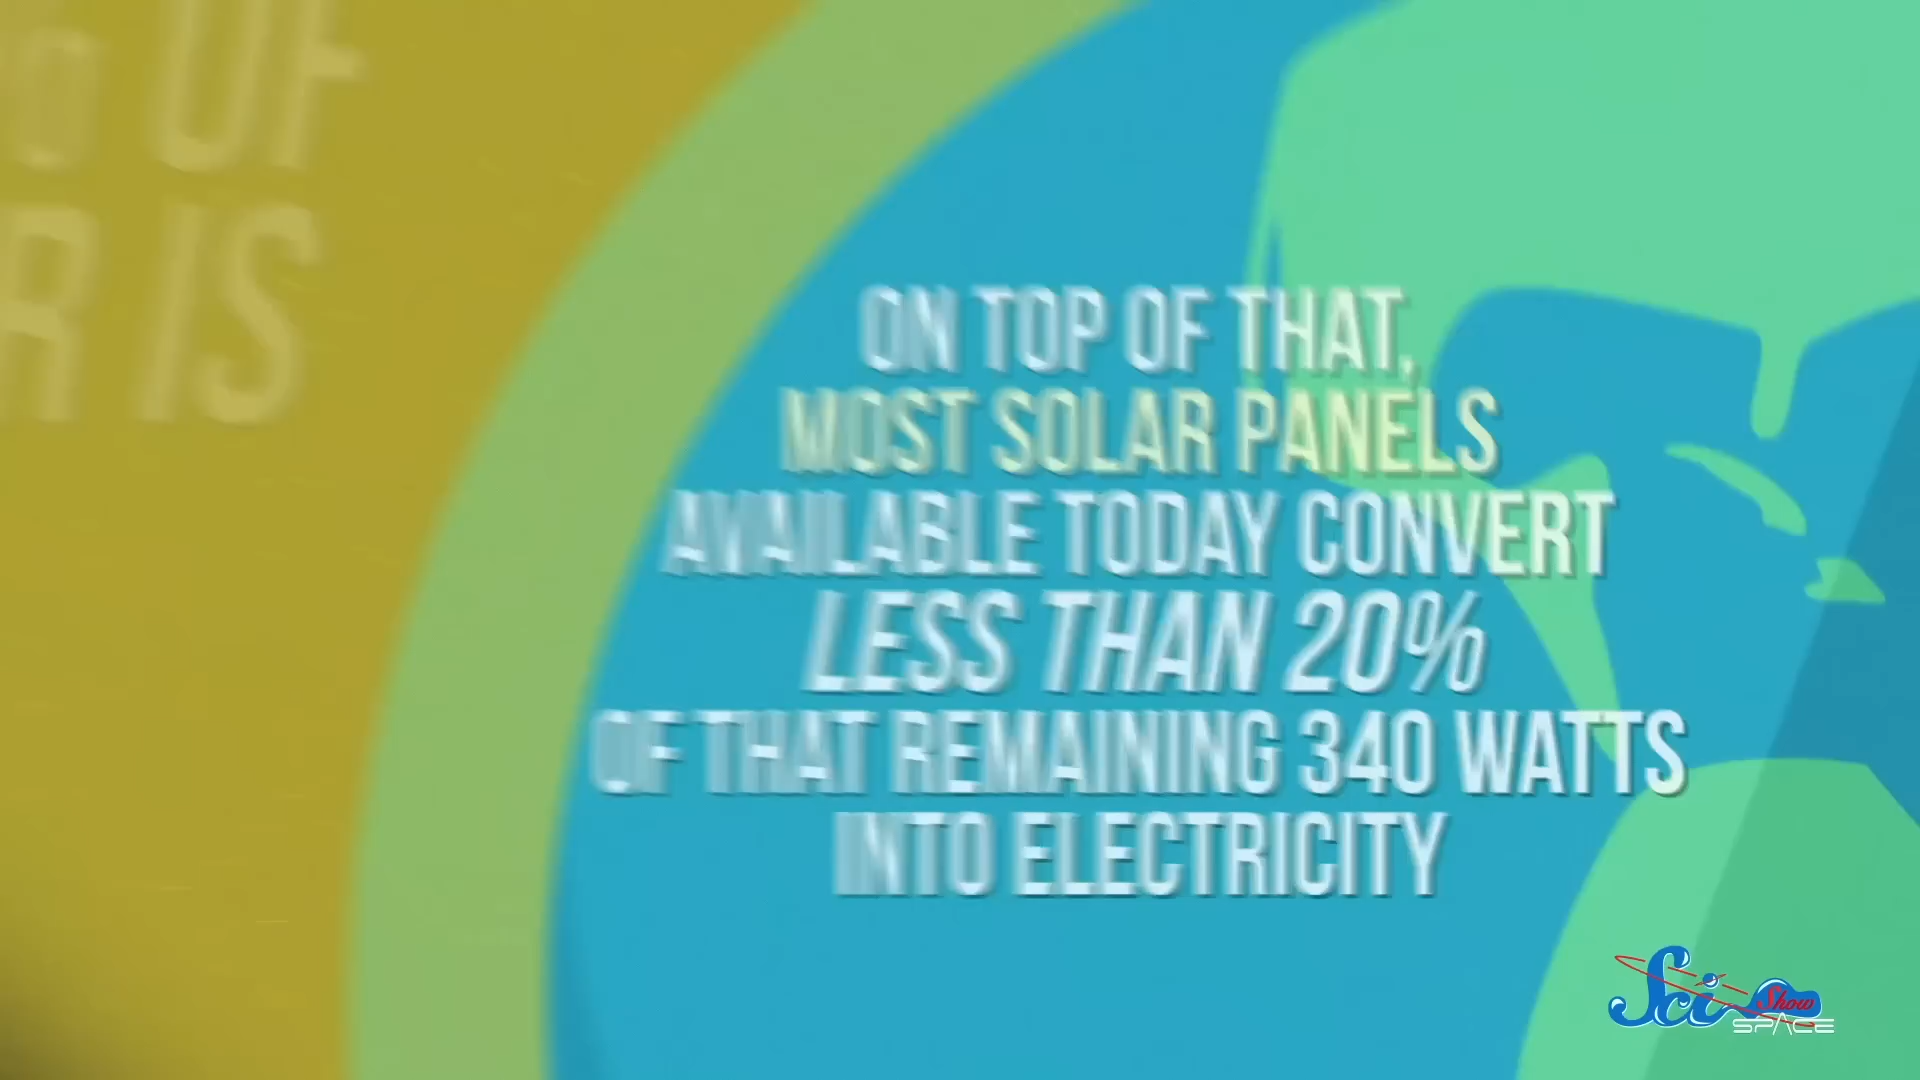 OF
R IS
ON TOP OF THAT,
MOST SOLAR PANELS
AVAILABLE TODAY CONVERT
LESS THAN 20%
OF THAT REMAINING 340 WATTS
INTO ELECTRICITY
Sci Show
SPACE